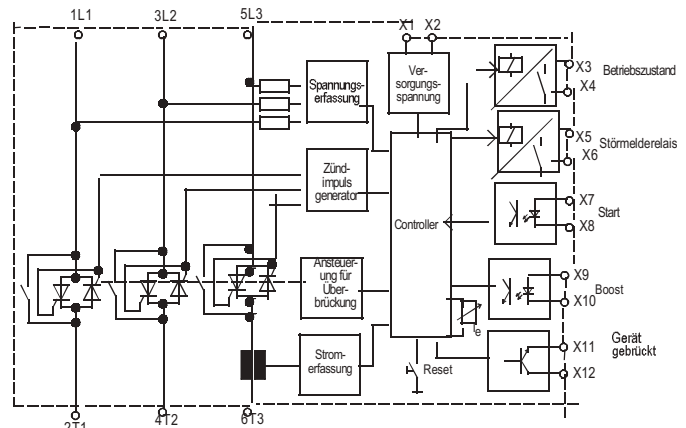 1L1
3L2
5L3
X1
X2
Spannungs-
erfassung
Ver-
sorgungs-
spannung
X3
Betriebszustand
X4
X5
Störmelderelais
X6
Zünd-
impuls
generator
Controller
X7
Start
X8
Ansteuer-
ung für
Über-
brückung
X9
Boost
X10
Ie
Strom-
erfassung
Reset
X11
Gerät
gebrückt
X12
2T1
4T2
6T3